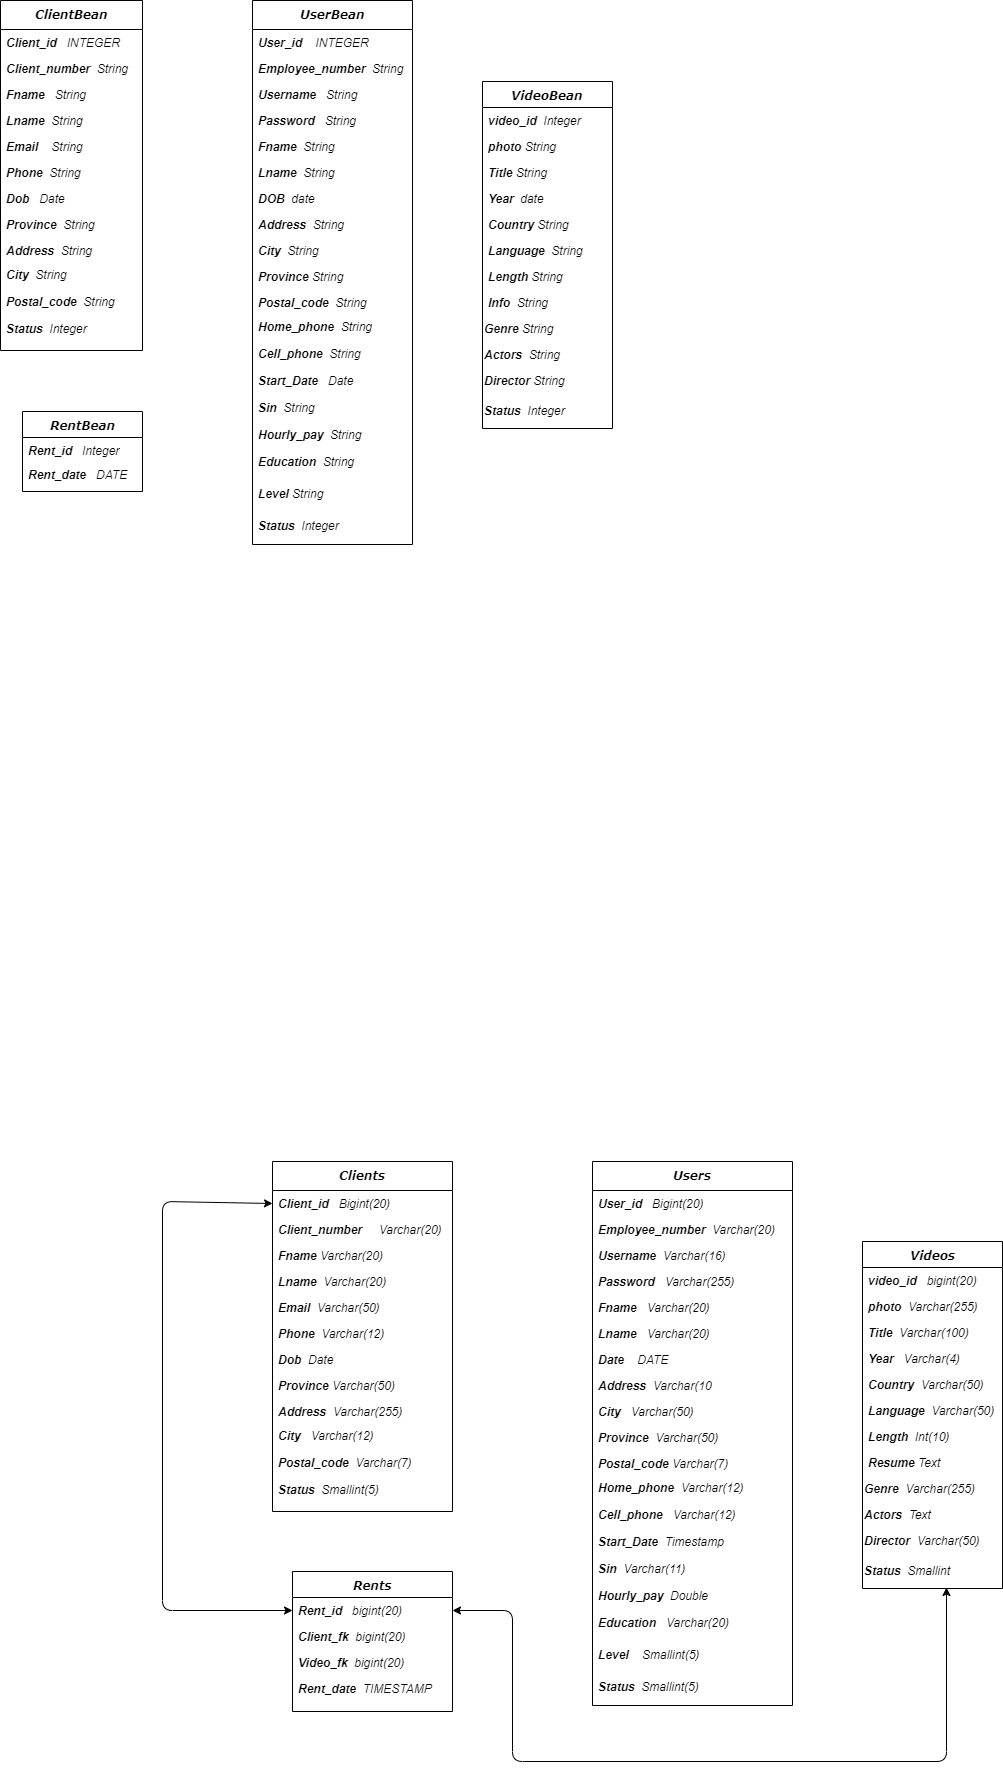 ClientBean
Client_id INTEGER
Client_number String
Fname String
Lname String
Email String
Phone String
Dob Date
Province String
Address String
City String
Postal_code String
Status Integer
RentBean
Rent_id Integer
Rent_date DATE
UserBean
User_id INTEGER
Employee_number String
Username String
Password String
Fname String
Lname String
DOB date
Address String
City String
Province String
Postal_code String
Home_phone String
Cell_phone String
Start_Date Date
Sin String
Hourly_pay String
Education String
Level String
Status Integer
VideoBean
video_id Integer
photo String
Title String
Year date
Country String
Language String
Length String
Info String
Genre String
Actors String
Director String
Status Integer
Clients
Client_id Bigint(20)
Client_number Varchar(20)
Fname Varchar(20)
Lname Varchar(20)
Email Varchar(50)
Phone Varchar(12)
Dob Date
Province Varchar(50)
Address Varchar(255)
City Varchar(12)
Postal_code Varchar(7)
Status Smallint(5)
Rents
Rent_id bigint(20)
Client_fk bigint(20)
Video_fk bigint(20)
Rent_date TIMESTAMP
Users
User_id Bigint(20)
Employee_number Varchar(20)
Username Varchar(16)
Password Varchar(255)
Fname Varchar(20)
Lname Varchar(20)
Date DATE
Address Varchar(10
City Varchar(50)
Province Varchar(50)
Postal_code Varchar(7)
Home_phone Varchar(12)
Cell_phone Varchar(12)
Start_Date Timestamp
Sin Varchar(11)
Hourly_pay Double
Education Varchar(20)
Level Smallint(5)
Status Smallint(5)
Videos
video_id bigint(20)
photo Varchar(255)
Title Varchar(100)
Year Varchar(4)
Country Varchar(50)
Language Varchar(50)
Length Int(10)
Resume Text
Genre Varchar(255)
Actors Text
Director Varchar(50)
Status Smallint